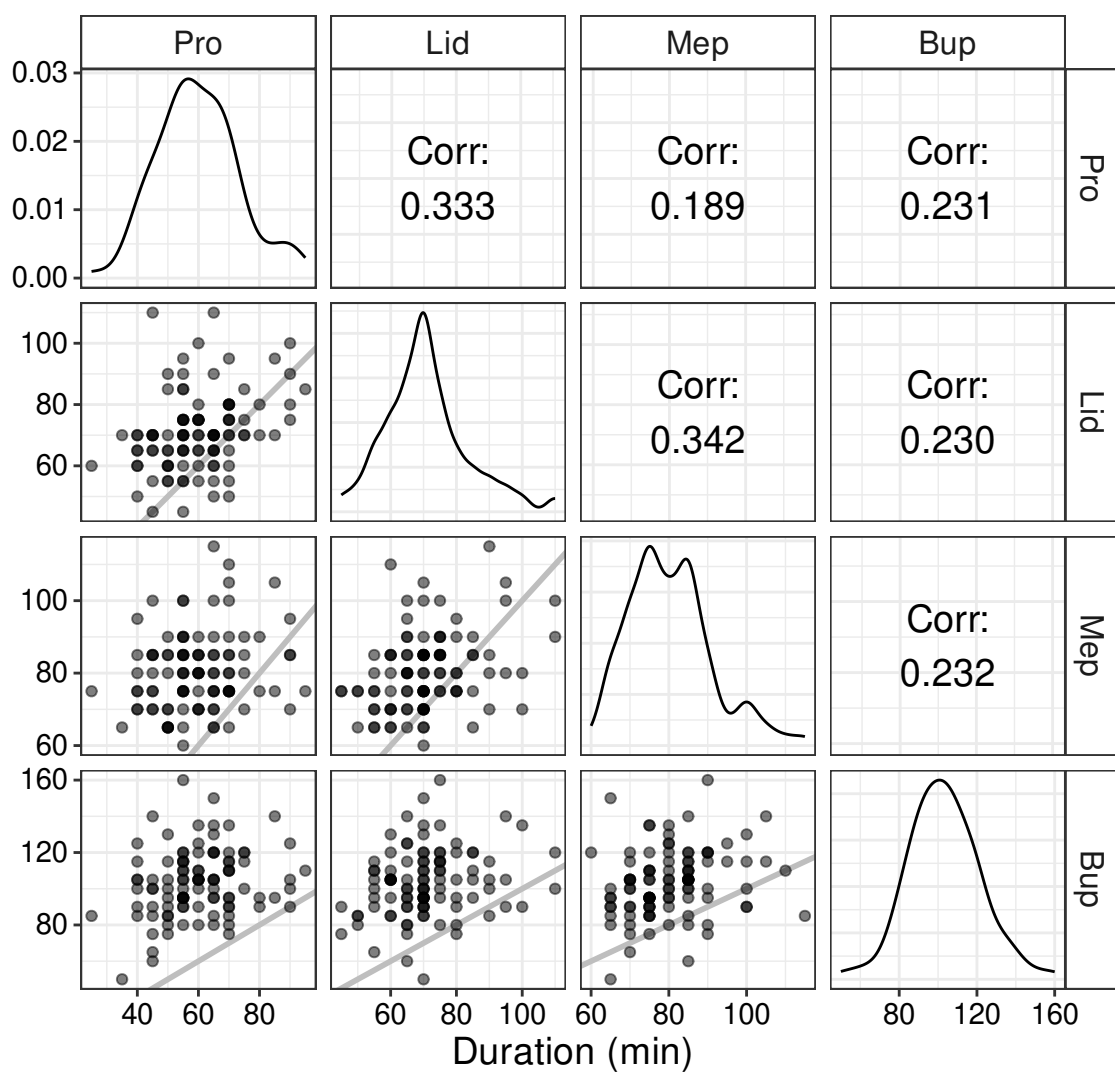 Pro Lid Mep Bup
0.03
0.02
0.01
0.00
Corr:
0.333
Corr:
0.189
Corr:
0.231
Pro
100
80
60
Corr:
0.342
Corr:
0.230
Lid
100
80
60
Corr:
0.232
Mep
160
120
80
Bup
40 60 80 60 80 100 60 80 100 80 120 160
Duration (min)